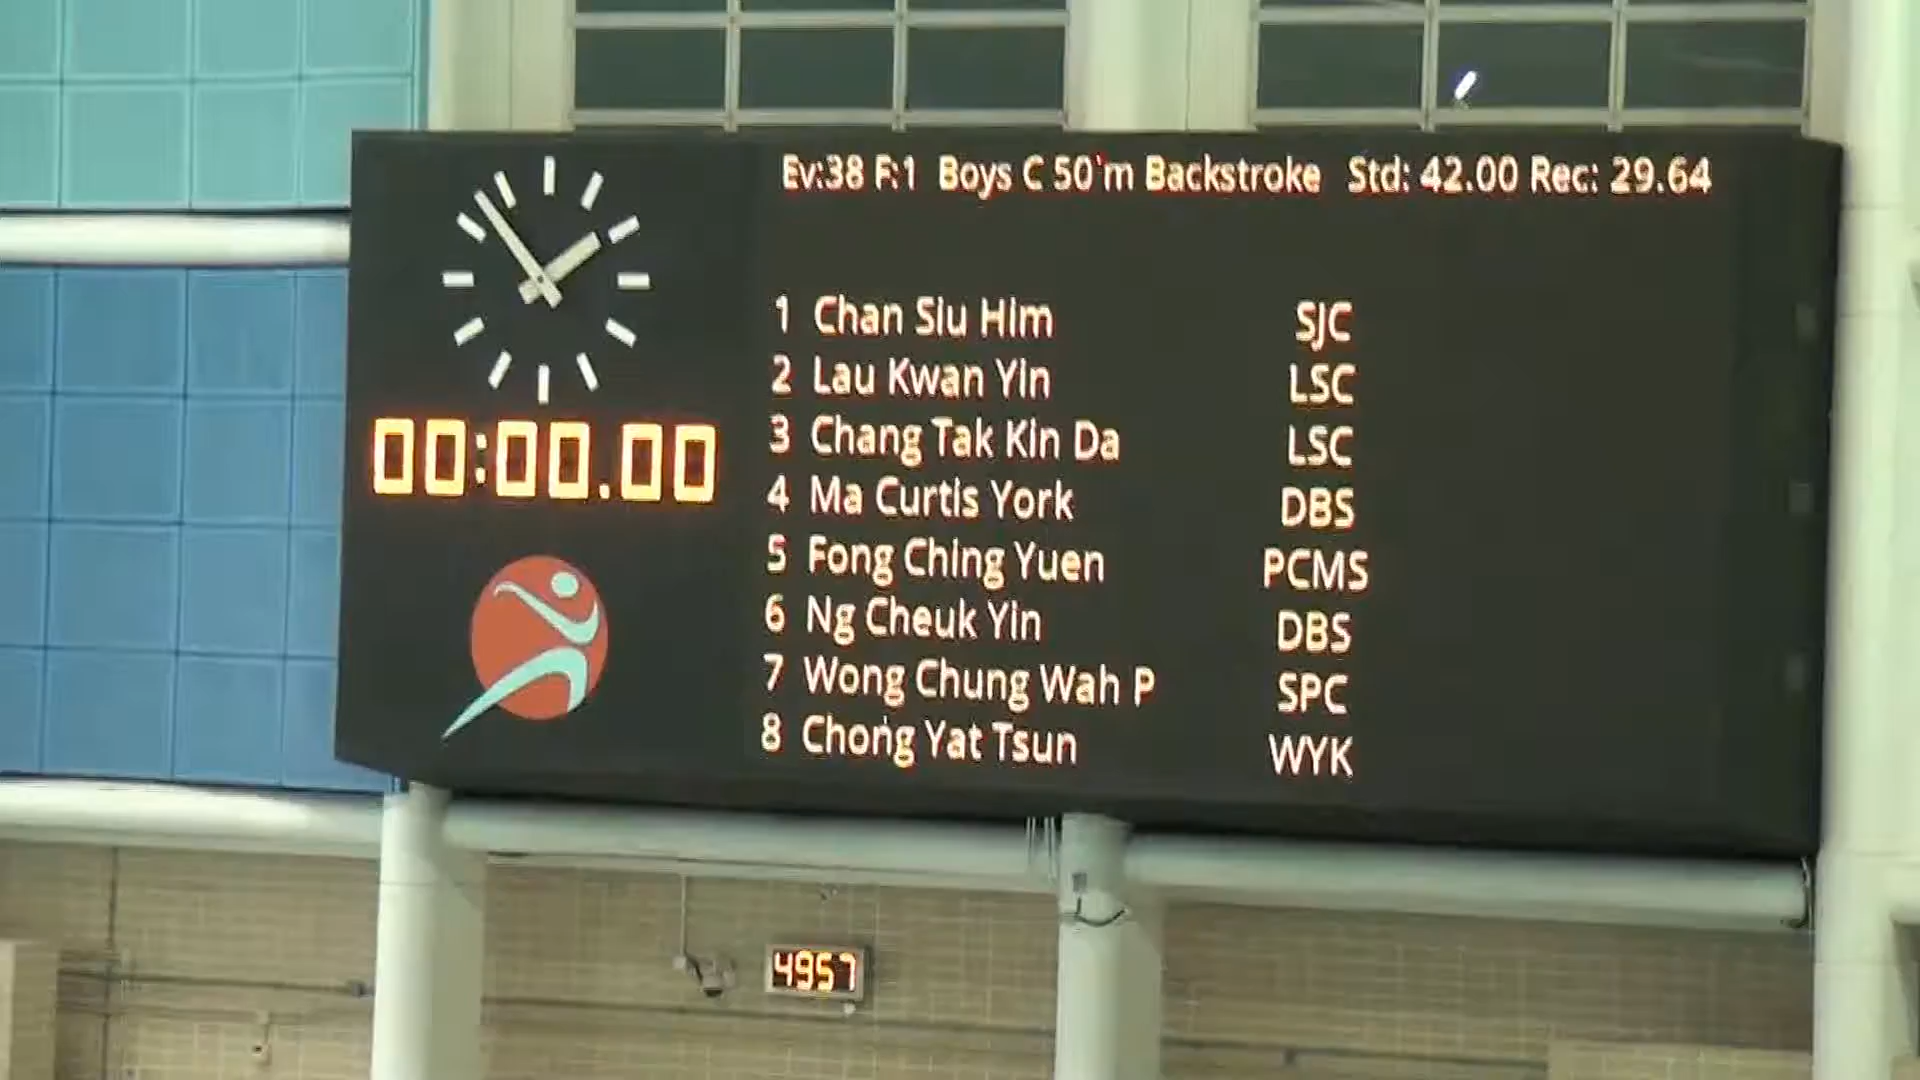 Ev:38 F:1 Boys C 50'm Backstroke Std: 42.00 Rec: 29.64
1 Chan Siu Him SJC
2 Lau Kwan Yin LSC
3 Chang Tak Kin Da LSC
4 Ma Curtis York DBS
5 Fong Ching Yuen PCMS
6 Ng Cheuk Yin DBS
7 Wong Chung Wah P SPC
8 Chong Yat Tsun WYK
00:00.00
4957